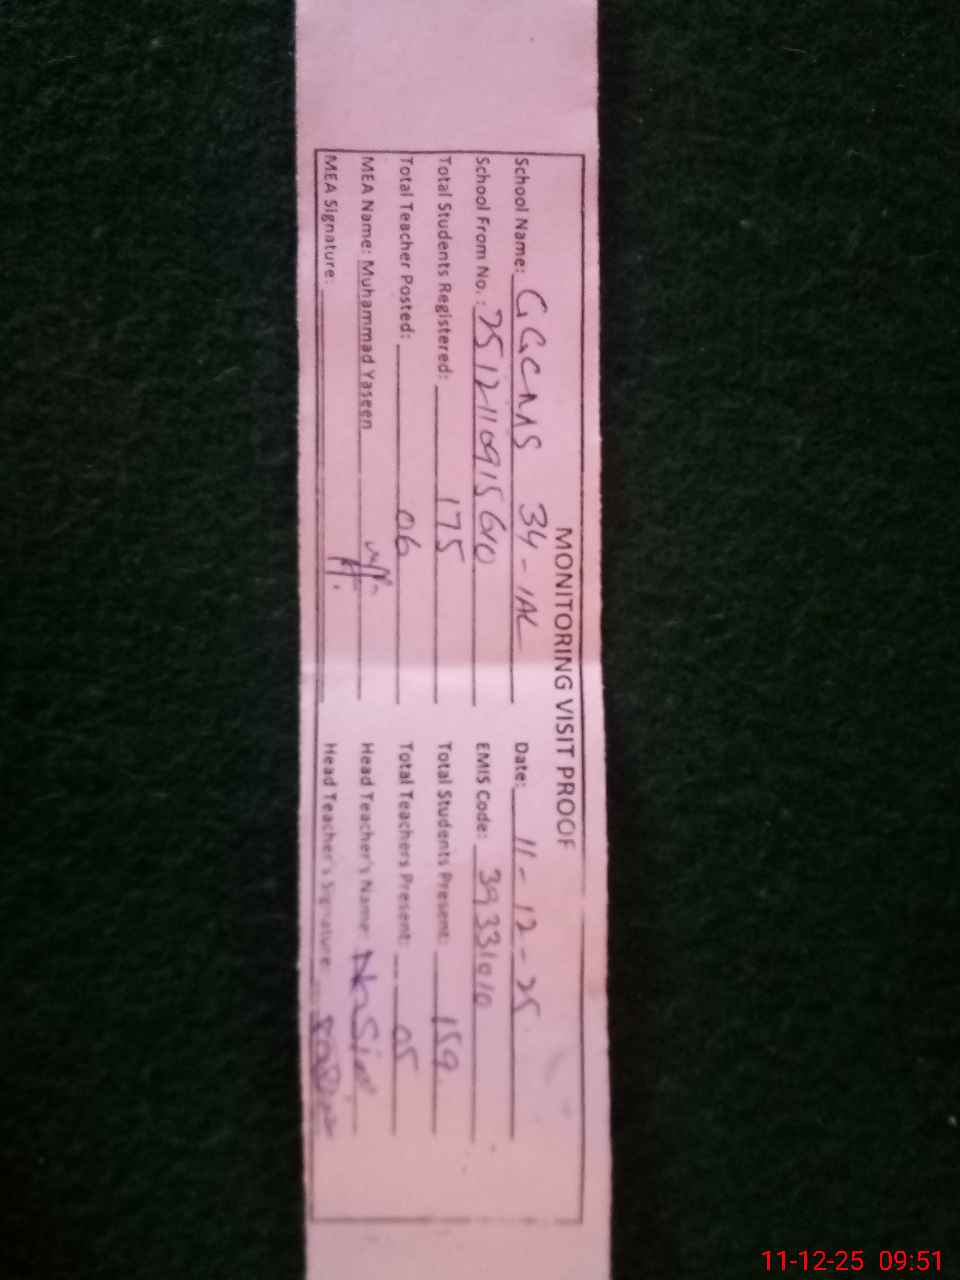 MONITORING VISIT PROOF
School Name: GGCMS 34-1AL Date: 11-12-25
School From No.: 251211091560 EMIS Code: 39331010
Total Students Registered: 175 Total Students Present: 159
Total Teacher Posted: 06 Total Teachers Present: 05
MEA Name: Muhammad Yaseen Head Teacher's Name:
MEA Signature: Head Teacher's Signature:
11-12-25 09:51